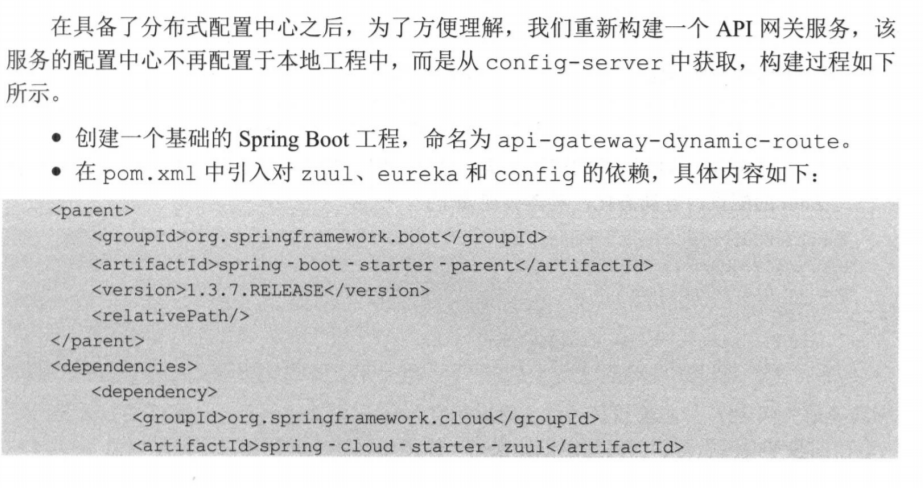 在具备了分布式配置中心之后，为了方便理解，我们重新构建一个 API 网关服务，该
服务的配置中心不再配置于本地工程中，而是从 config-server 中获取，构建过程如下
所示。
● 创建一个基础的 Spring Boot 工程，命名为 api-gateway-dynamic-route。
● 在 pom.xml 中引入对 zuul、eureka 和 config 的依赖，具体内容如下：
<parent>
<groupId>org.springframework.boot</groupId>
<artifactId>spring-boot-starter-parent</artifactId>
<version>1.3.7.RELEASE</version>
<relativePath/>
</parent>
<dependencies>
<dependency>
<groupId>org.springframework.cloud</groupId>
<artifactId>spring-cloud-starter-zuul</artifactId>